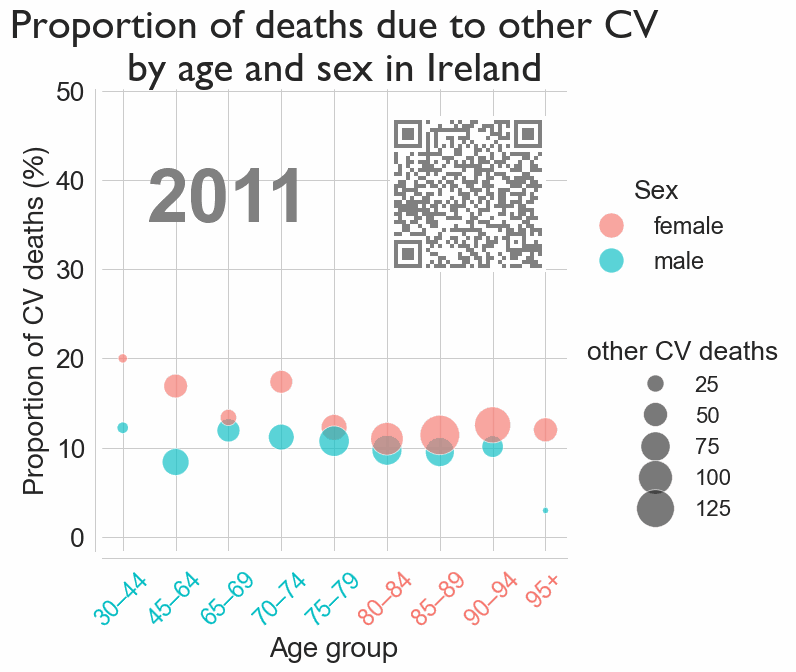 Proportion of deaths due to other CV
by age and sex in Ireland
Proportion of CV deaths (%)
50
40
30
20
10
0
2011
Sex
female
male
other CV deaths
25
50
75
100
125
30–44
45–64
65–69
70–74
75–79
80–84
85–89
90–94
95+
Age group